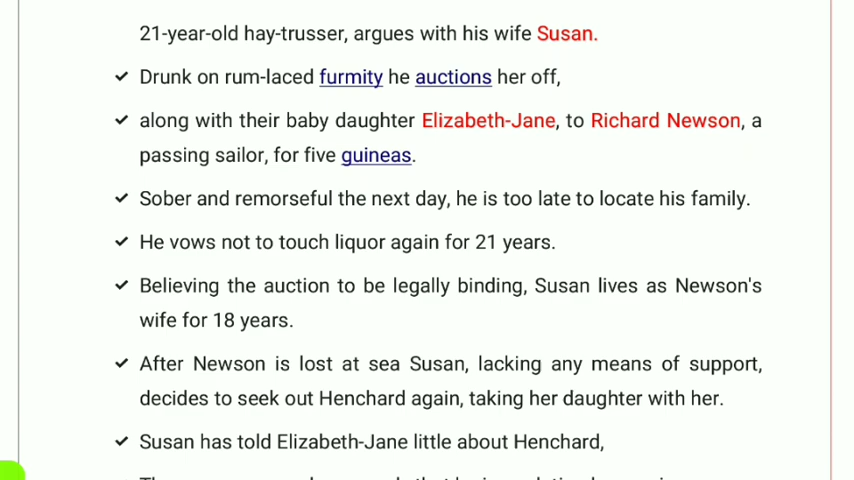 21-year-old hay-trusser, argues with his wife Susan.
✓ Drunk on rum-laced furmity he auctions her off,
✓ along with their baby daughter Elizabeth-Jane, to Richard Newson, a
passing sailor, for five guineas.
✓ Sober and remorseful the next day, he is too late to locate his family.
✓ He vows not to touch liquor again for 21 years.
✓ Believing the auction to be legally binding, Susan lives as Newson's
wife for 18 years.
✓ After Newson is lost at sea Susan, lacking any means of support,
decides to seek out Henchard again, taking her daughter with her.
✓ Susan has told Elizabeth-Jane little about Henchard,